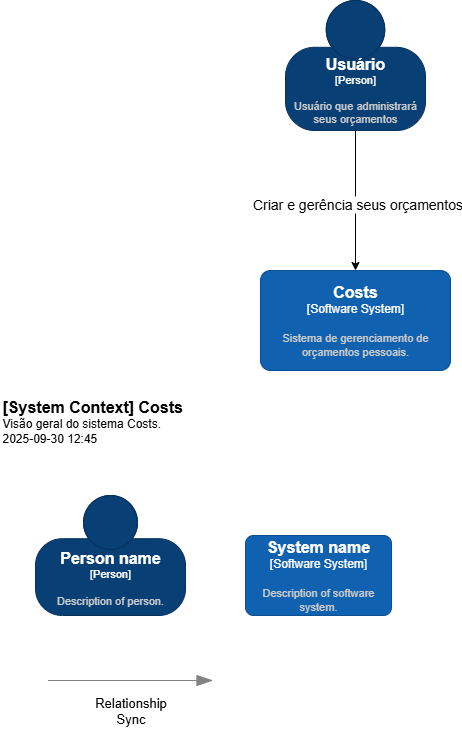 Usuário
[Person]
Usuário que administrará
seus orçamentos
Criar e gerência seus orçamentos
Costs
[Software System]
Sistema de gerenciamento de
orçamentos pessoais.
[System Context] Costs
Visão geral do sistema Costs.
2025-09-30 12:45
Person name
[Person]
Description of person.
System name
[Software System]
Description of software
system.
Relationship
Sync